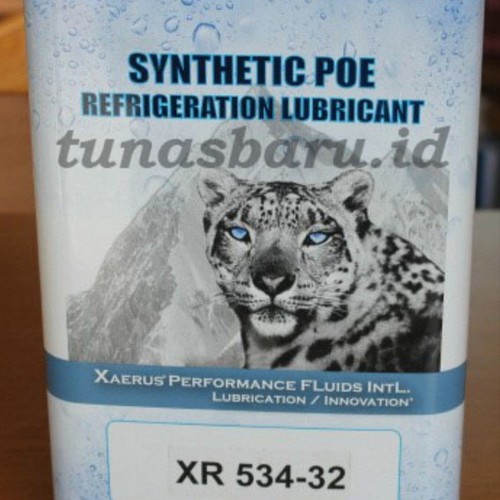 SYNTHETIC POE
REFRIGERATION LUBRICANT
tunasbaru.id
XAERUS® PERFORMANCE FLUIDS INTL.
LUBRICATION / INNOVATION®
XR 534-32